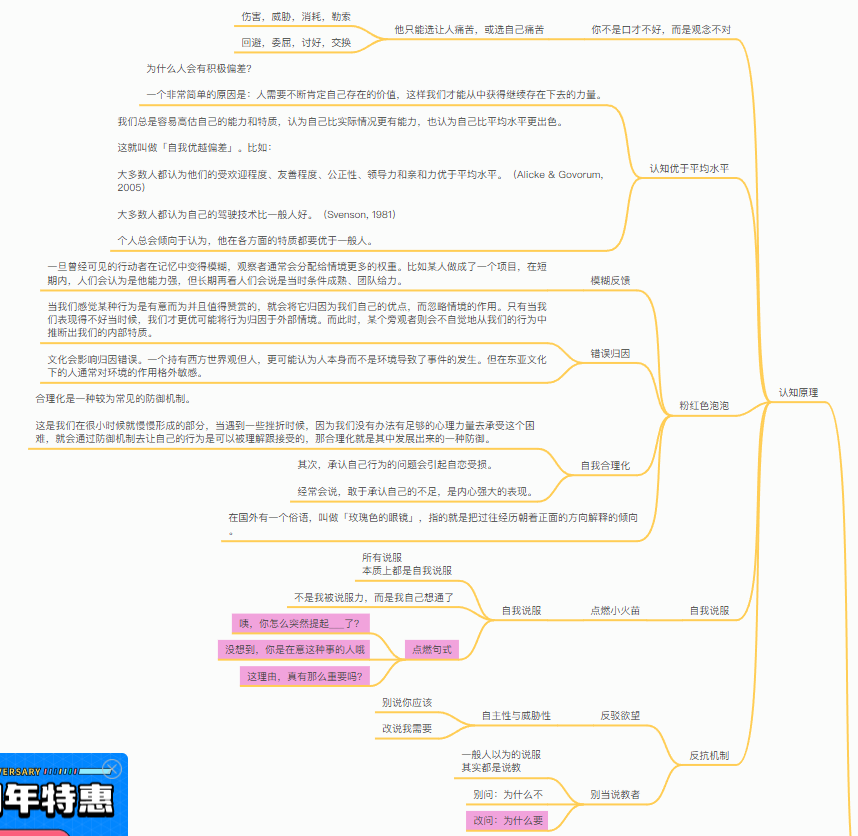 伤害，威胁，消耗，勒索
回避，委屈，讨好，交换
他只能选让人痛苦，或选自己痛苦
你不是口才不好，而是观念不对
为什么人会有积极偏差?
一个非常简单的原因是：人需要不断肯定自己存在的价值，这样我们才能从中获得继续存在下去的力量。
我们总是容易高估自己的能力和特质，认为自己比实际情况更有能力，也认为自己比平均水平更出色。
这就叫做「自我优越偏差」。比如：
大多数人都认为他们的受欢迎程度、友善程度、公正性、领导力和亲和力优于平均水平。（Alicke & Govorum,
2005）
大多数人都认为自己的驾驶技术比一般人好。（Svenson, 1981）
个人总会倾向于认为，他在各方面的特质都要优于一般人。
认知优于平均水平
一旦曾经可见的行动者在记忆中变得模糊，观察者通常会分配给情境更多的权重。比如某人做成了一个项目，在短
期内，人们会认为是他能力强，但长期再看人们会说是当时条件成熟、团队给力。
模糊反馈
当我们感觉某种行为是有意而为并且值得赞赏的，就会将它归因为我们自己的优点，而忽略情境的作用。只有当我
们表现得不好当时候，我们才更优可能将行为归因于外部情境。而此时，某个旁观者则会不自觉地从我们的行为中
推断出我们的内部特质。
文化会影响归因错误。一个持有西方世界观但人，更可能认为人本身而不是环境导致了事件的发生。但在东亚文化
下的人通常对环境的作用格外敏感。
错误归因
合理化是一种较为常见的防御机制。
这是我们在很小时候就慢慢形成的部分，当遇到一些挫折时候，因为我们没有办法有足够的心理力量去承受这个困
难，就会通过防御机制去让自己的行为是可以被理解跟接受的，那合理化就是其中发展出来的一种防御。
其次，承认自己行为的问题会引起自恋受损。
经常会说，敢于承认自己的不足，是内心强大的表现。
自我合理化
在国外有一个俗语，叫做「玫瑰色的眼镜」，指的就是把过往经历朝着正面的方向解释的倾向
。
粉红色泡泡
认知原理
所有说服
本质上都是自我说服
不是我被说服力，而是我自己想通了
咦，你怎么突然提起___了?
没想到，你是在意这种事的人哦
这理由，真有那么重要吗?
点燃句式
自我说服
点燃小火苗
自我说服
别说你应该
改说我需要
自主性与威胁性
反驳欲望
一般人以为的说服
其实都是说教
别问：为什么不
改问：为什么要
别当说教者
反抗机制
VERSARY
年特惠